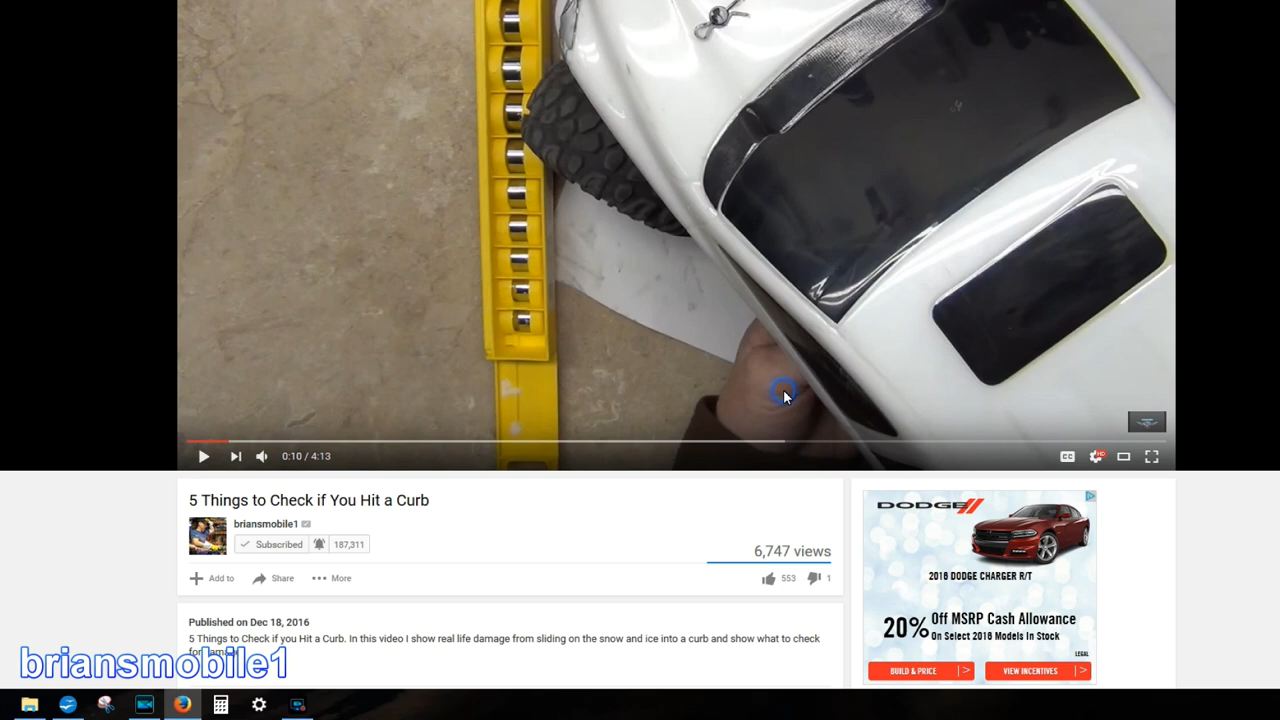 CC
HD
0:10 / 4:13
5 Things to Check if You Hit a Curb
briansmobile1
Subscribed 187,311
6,747 views
Add to Share More 553 1
Published on Dec 18, 2016
5 Things to Check if you Hit a Curb. In this video I show real life damage from sliding on the snow and ice into a curb and show what to check
for damage
briansmobile1
DODGE
2016 DODGE CHARGER R/T
20% Off MSRP Cash Allowance
On Select 2016 Models In Stock
LEGAL
BUILD & PRICE VIEW INCENTIVES